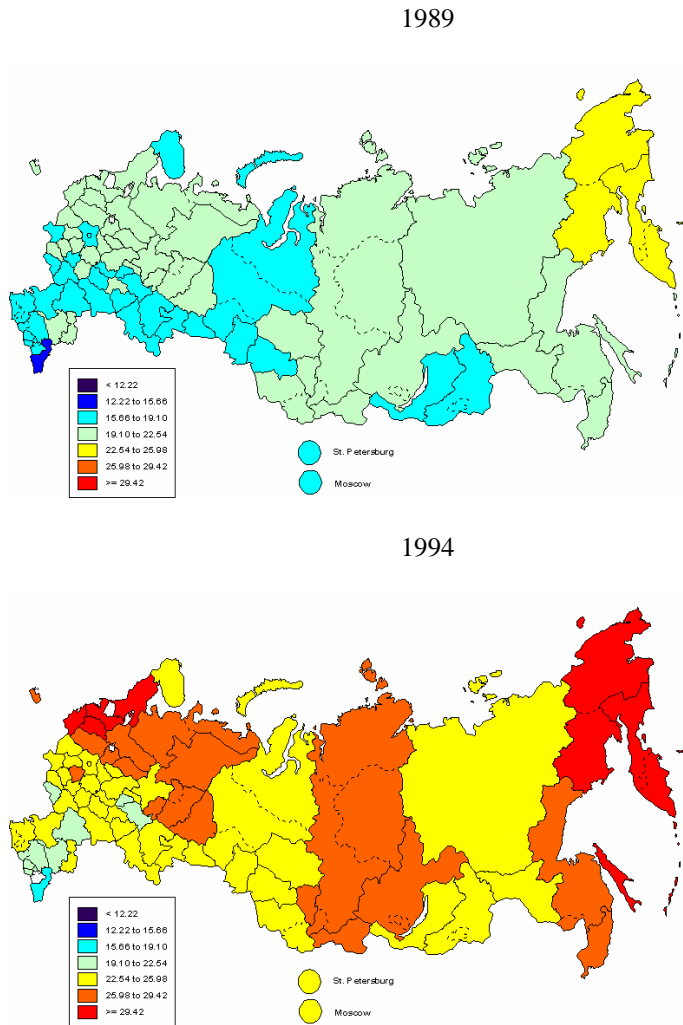 1989
< 12.22
12.22 to 15.66
15.66 to 19.10
19.10 to 22.54
22.54 to 25.98
25.98 to 29.42
>= 29.42
St. Petersburg
Moscow
1994
< 12.22
12.22 to 15.66
15.66 to 19.10
19.10 to 22.54
22.54 to 25.98
25.98 to 29.42
>= 29.42
St. Petersburg
Moscow